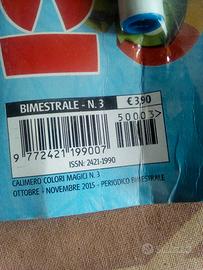 BIMESTRALE - N. 3
€ 3,90
50003>
9 772421 199007
ISSN: 2421-1990
CALIMERO COLORI MAGICI N. 3
OTTOBRE - NOVEMBRE 2015 - PERIODICO BIMESTRALE
subito